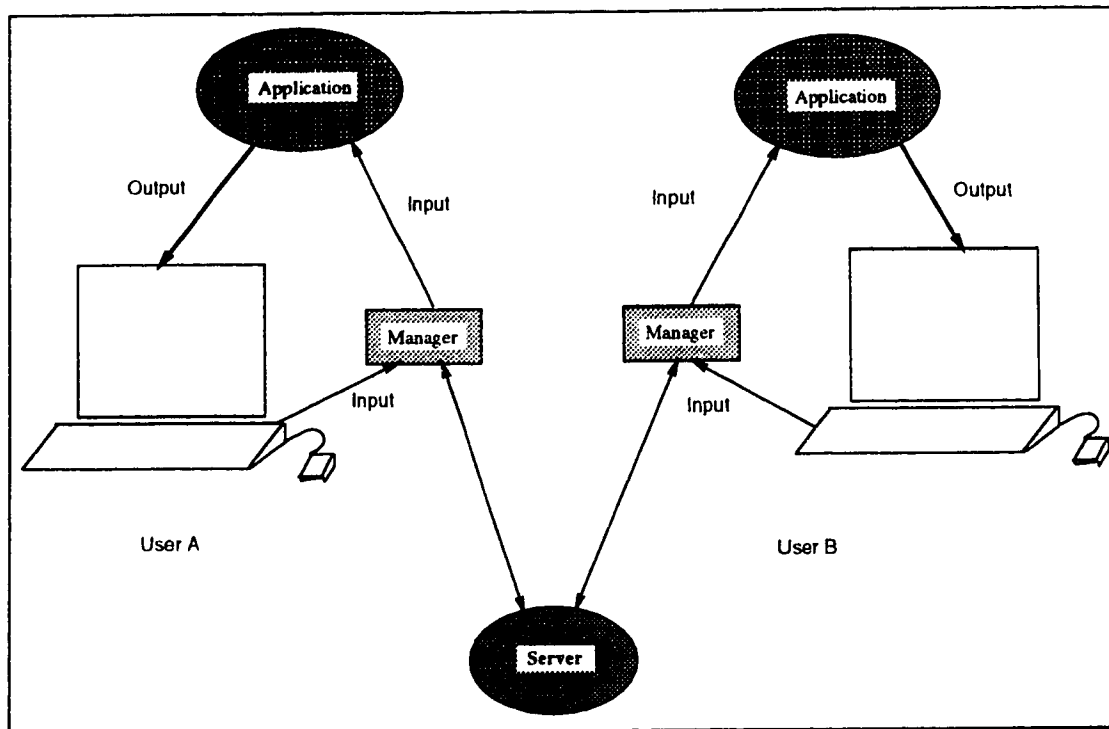 Application
Application
Output
Input
Input
Output
Manager
Manager
Input
Input
User A
User B
Server